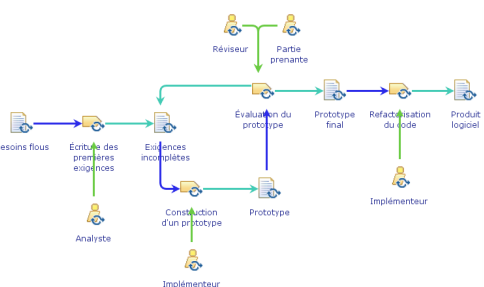 Réviseur
Partie
prenante
esoins flous
Écriture des
premières
exigences
Exigences
incomplètes
Évaluation du
prototype
Prototype
final
Refactorisation
du code
Produit
logiciel
Construction
d'un prototype
Prototype
Implémenteur
Analyste
Implémenteur